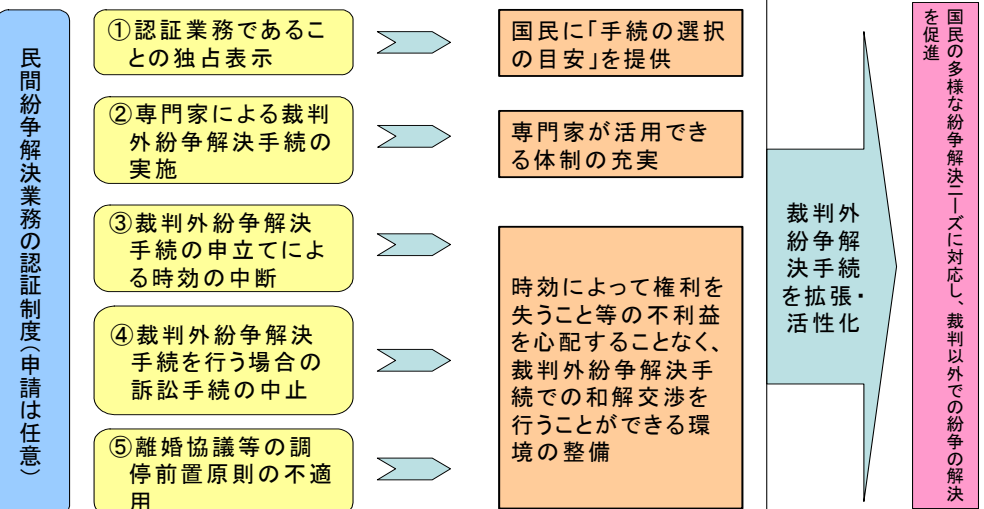 民間紛争解決業務の認証制度(申請は任意)
①認証業務であるこ
との独占表示
②専門家による裁判
外紛争解決手続の
実施
③裁判外紛争解決
手続の申立てによ
る時効の中断
④裁判外紛争解決
手続を行う場合の
訴訟手続の中止
⑤離婚協議等の調
停前置原則の不適
用
国民に「手続の選択
の目安」を提供
専門家が活用でき
る体制の充実
時効によって権利を
失うこと等の不利益
を心配することなく、
裁判外紛争解決手
続での和解交渉を
行うことができる環
境の整備
裁判外
紛争解
決手続
を拡張・
活性化
国民の多様な紛争解決ニーズに対応し、裁判以外での紛争の解決
を促進